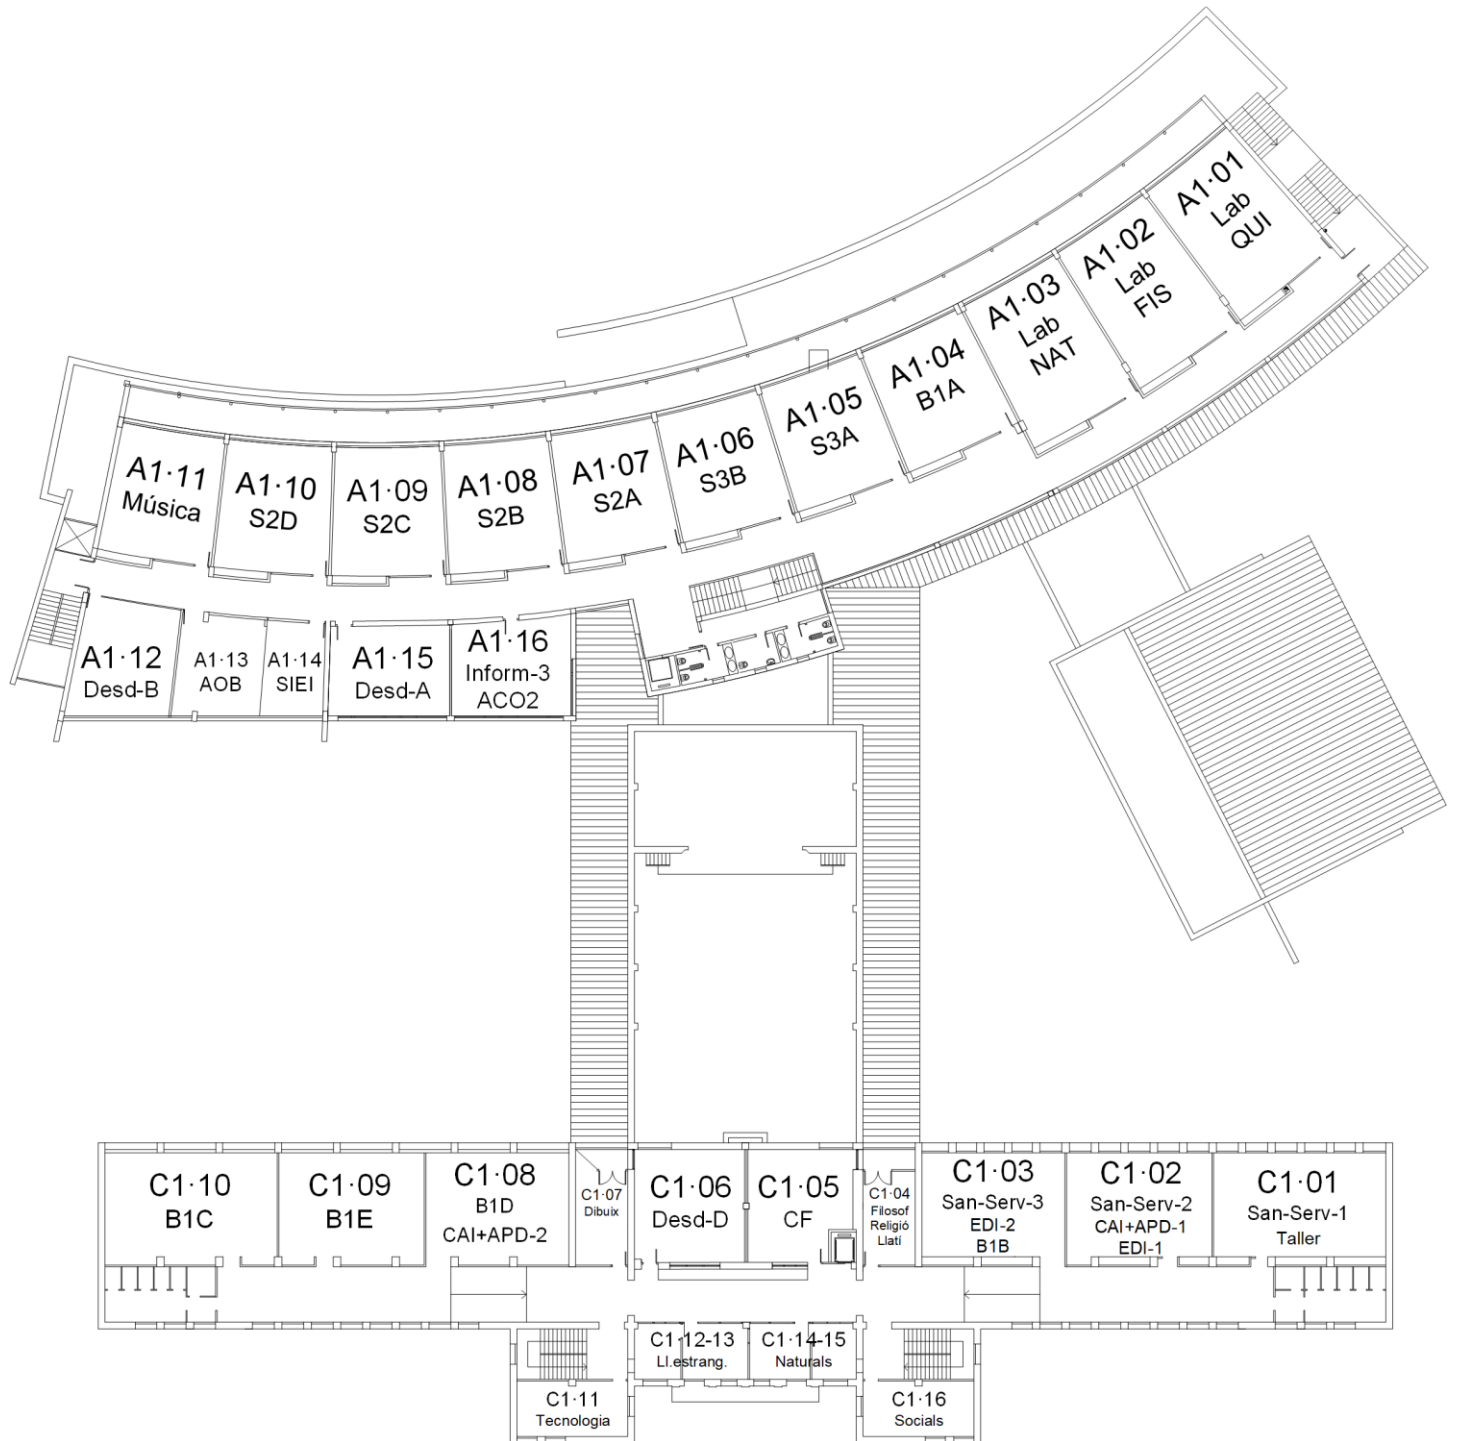 A1·01
Lab
QUI
A1·02
Lab
FIS
A1·03
Lab
NAT
A1·04
B1A
A1·05
S3A
A1·06
S3B
A1·07
S2A
A1·08
S2B
A1·09
S2C
A1·10
S2D
A1·11
Música
A1·12
Desd-B
A1·13
AOB
A1·14
SIEI
A1·15
Desd-A
A1·16
Inform-3
ACO2
C1·10
B1C
C1·09
B1E
C1·08
B1D
CAI+APD-2
C1·07
Dibuix
C1·06
Desd-D
C1·05
CF
C1·04
Filosof
Religió
Llatí
C1·03
San-Serv-3
EDI-2
B1B
C1·02
San-Serv-2
CAI+APD-1
EDI-1
C1·01
San-Serv-1
Taller
C1·12-13
Ll.estrang.
C1·14-15
Naturals
C1·11
Tecnologia
C1·16
Socials